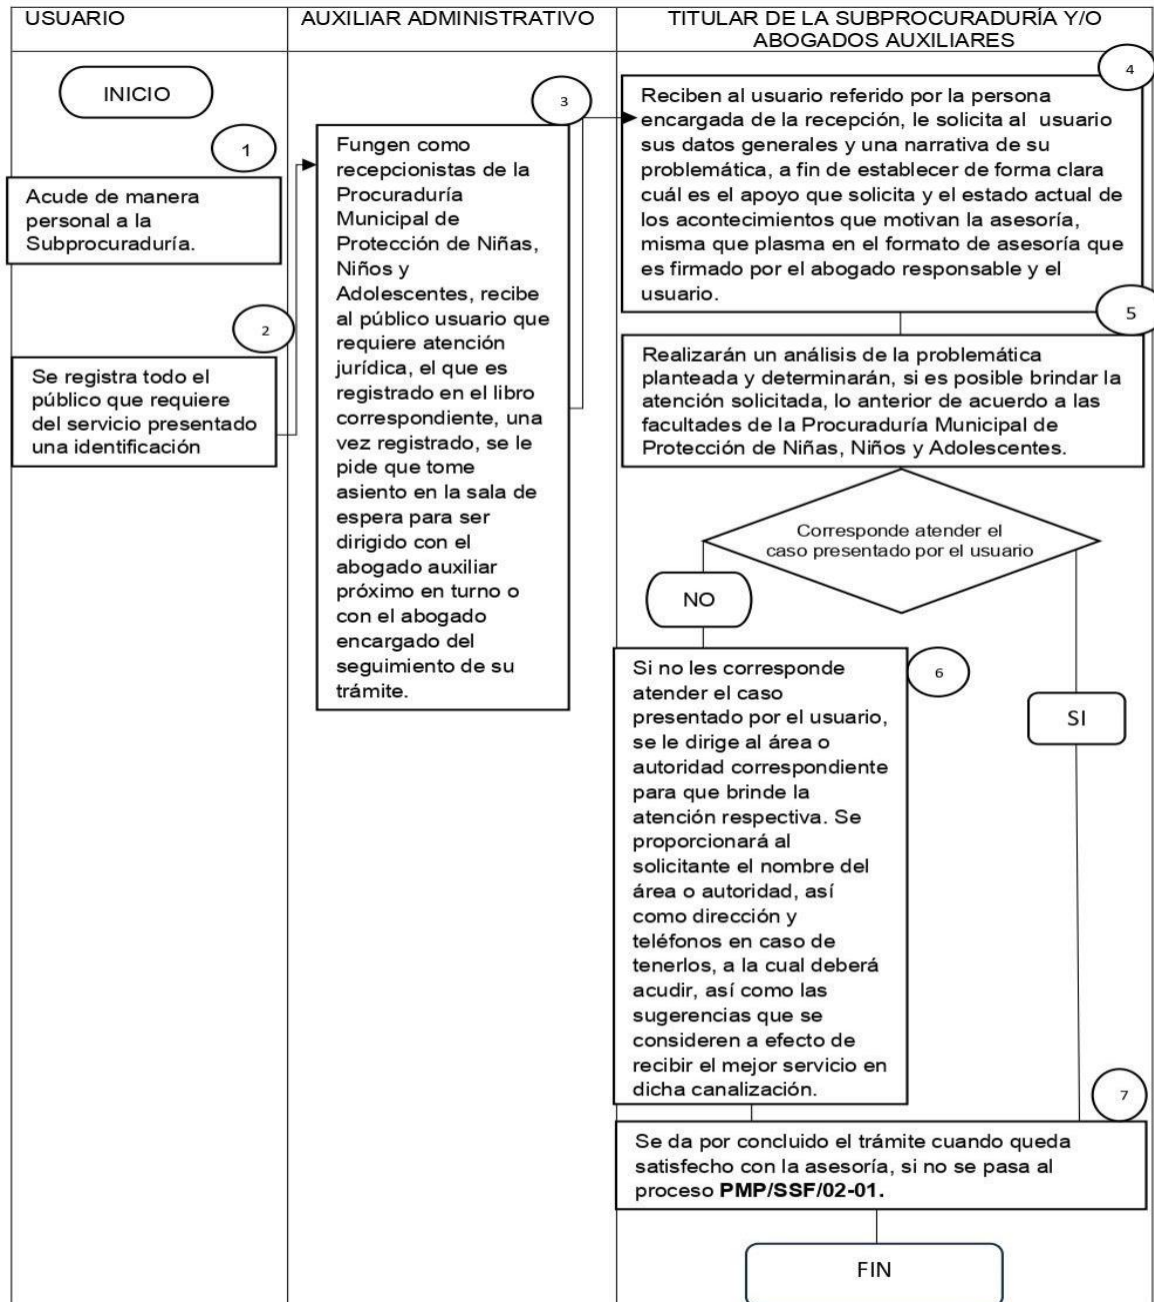 USUARIO
AUXILIAR ADMINISTRATIVO
TITULAR DE LA SUBPROCURADURÍA Y/O
ABOGADOS AUXILIARES
INICIO
1
Acude de manera
personal a la
Subprocuraduría.
2
Se registra todo el
público que requiere
del servicio presentado
una identificación
3
Fungen como
recepcionistas de la
Procuraduría
Municipal de
Protección de Niñas,
Niños y
Adolescentes, recibe
al público usuario que
requiere atención
jurídica, el que es
registrado en el libro
correspondiente, una
vez registrado, se le
pide que tome
asiento en la sala de
espera para ser
dirigido con el
abogado auxiliar
próximo en turno o
con el abogado
encargado del
seguimiento de su
trámite.
4
Reciben al usuario referido por la persona
encargada de la recepción, le solicita al usuario
sus datos generales y una narrativa de su
problemática, a fin de establecer de forma clara
cuál es el apoyo que solicita y el estado actual de
los acontecimientos que motivan la asesoría,
misma que plasma en el formato de asesoría que
es firmado por el abogado responsable y el
usuario.
5
Realizarán un análisis de la problemática
planteada y determinarán, si es posible brindar la
atención solicitada, lo anterior de acuerdo a las
facultades de la Procuraduría Municipal de
Protección de Niñas, Niños y Adolescentes.
Corresponde atender el
caso presentado por el usuario
NO
SI
6
Si no les corresponde
atender el caso
presentado por el usuario,
se le dirige al área o
autoridad correspondiente
para que brinde la
atención respectiva. Se
proporcionará al
solicitante el nombre del
área o autoridad, así
como dirección y
teléfonos en caso de
tenerlos, a la cual deberá
acudir, así como las
sugerencias que se
consideren a efecto de
recibir el mejor servicio en
dicha canalización.
7
Se da por concluido el trámite cuando queda
satisfecho con la asesoría, si no se pasa al
proceso PMP/SSF/02-01.
FIN